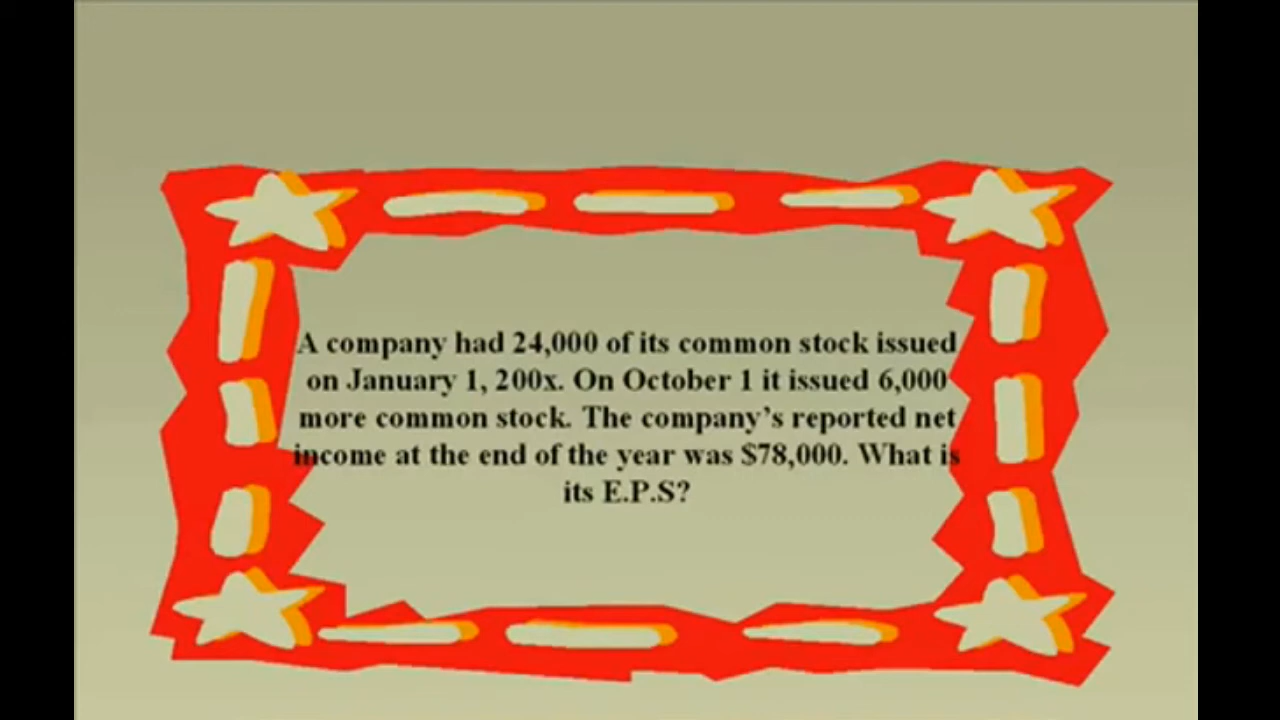 A company had 24,000 of its common stock issued
on January 1, 200x. On October 1 it issued 6,000
more common stock. The company’s reported net
income at the end of the year was $78,000. What is
its E.P.S?